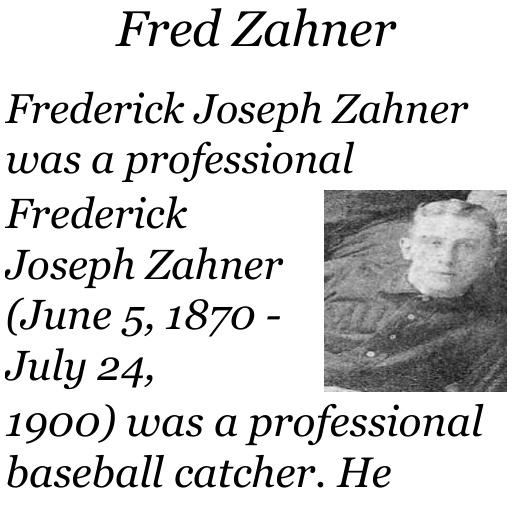 Fred Zahner
Frederick Joseph Zahner
was a professional
Frederick
Joseph Zahner
(June 5, 1870 -
July 24,
1900) was a professional
baseball catcher. He